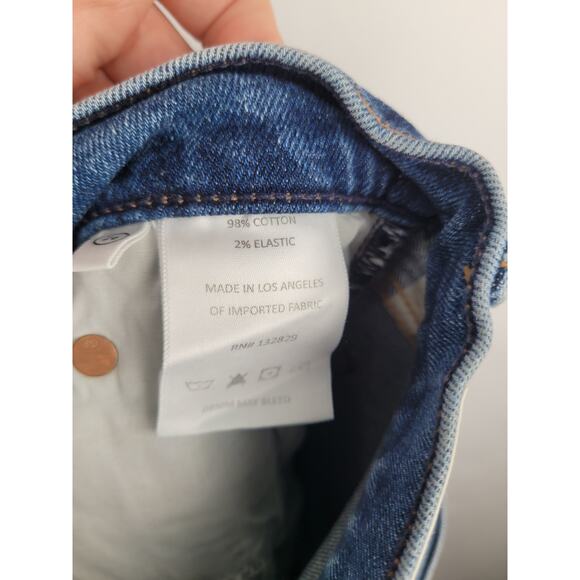 98% COTTON
2% ELASTIC
MADE IN LOS ANGELES
OF IMPORTED FABRIC
RN# 132829
DENIM MAY BLEED